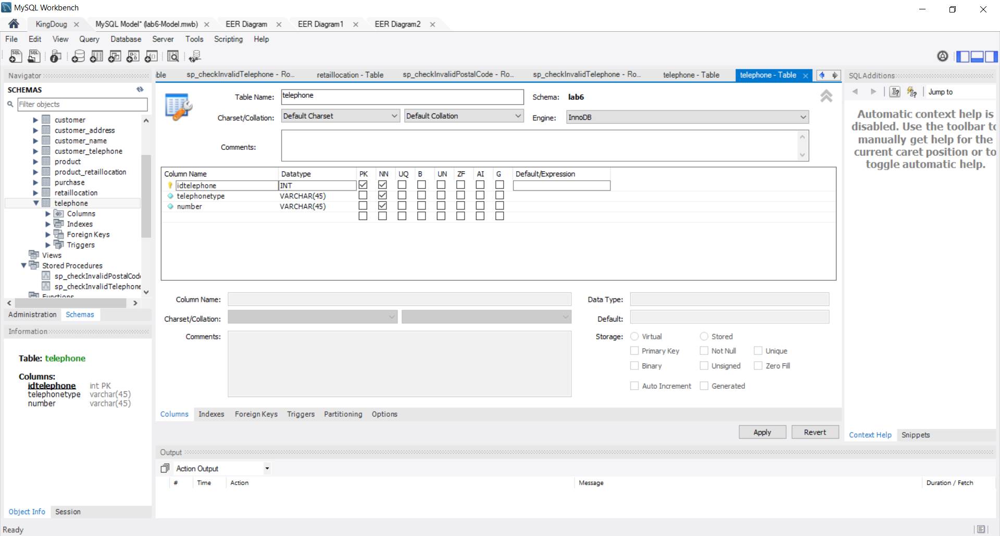 MySQL Workbench
KingDoug
MySQL Model* (lab6-Model.mwb)
EER Diagram
EER Diagram1
EER Diagram2
File Edit View Query Database Server Tools Scripting Help
Navigator
SCHEMAS
Filter objects
customer
customer_address
customer_name
customer_telephone
product
product_retaillocation
purchase
retaillocation
telephone
Columns
Indexes
Foreign Keys
Triggers
Views
Stored Procedures
sp_checkInvalidPostalCod
sp_checkInvalidTelephone
Functions
Administration Schemas
Information
Table: telephone
Columns:
idtelephone int PK
telephonetype varchar(45)
number varchar(45)
Object Info Session
Ready
ble
sp_checkInvalidTelephone - Ro...
retaillocation - Table
sp_checkInvalidPostalCode - Ro...
sp_checkInvalidTelephone - Ro...
telephone - Table
telephone - Table
Table Name: telephone Schema: lab6
Charset/Collation: Default Charset Default Collation Engine: InnoDB
Comments:
Column Name Datatype PK NN UQ B UN ZF AI G Default/Expression
idtelephone INT
telephonetype VARCHAR(45)
number VARCHAR(45)
Column Name: Data Type:
Charset/Collation: Default:
Comments: Storage: Virtual Stored
Primary Key Not Null Unique
Binary Unsigned Zero Fill
Auto Increment Generated
Columns Indexes Foreign Keys Triggers Partitioning Options
Apply Revert
Output
Action Output
# Time Action Message Duration / Fetch
SQLAdditions
Jump to
Automatic context help is
disabled. Use the toolbar to
manually get help for the
current caret position or to
toggle automatic help.
Context Help Snippets